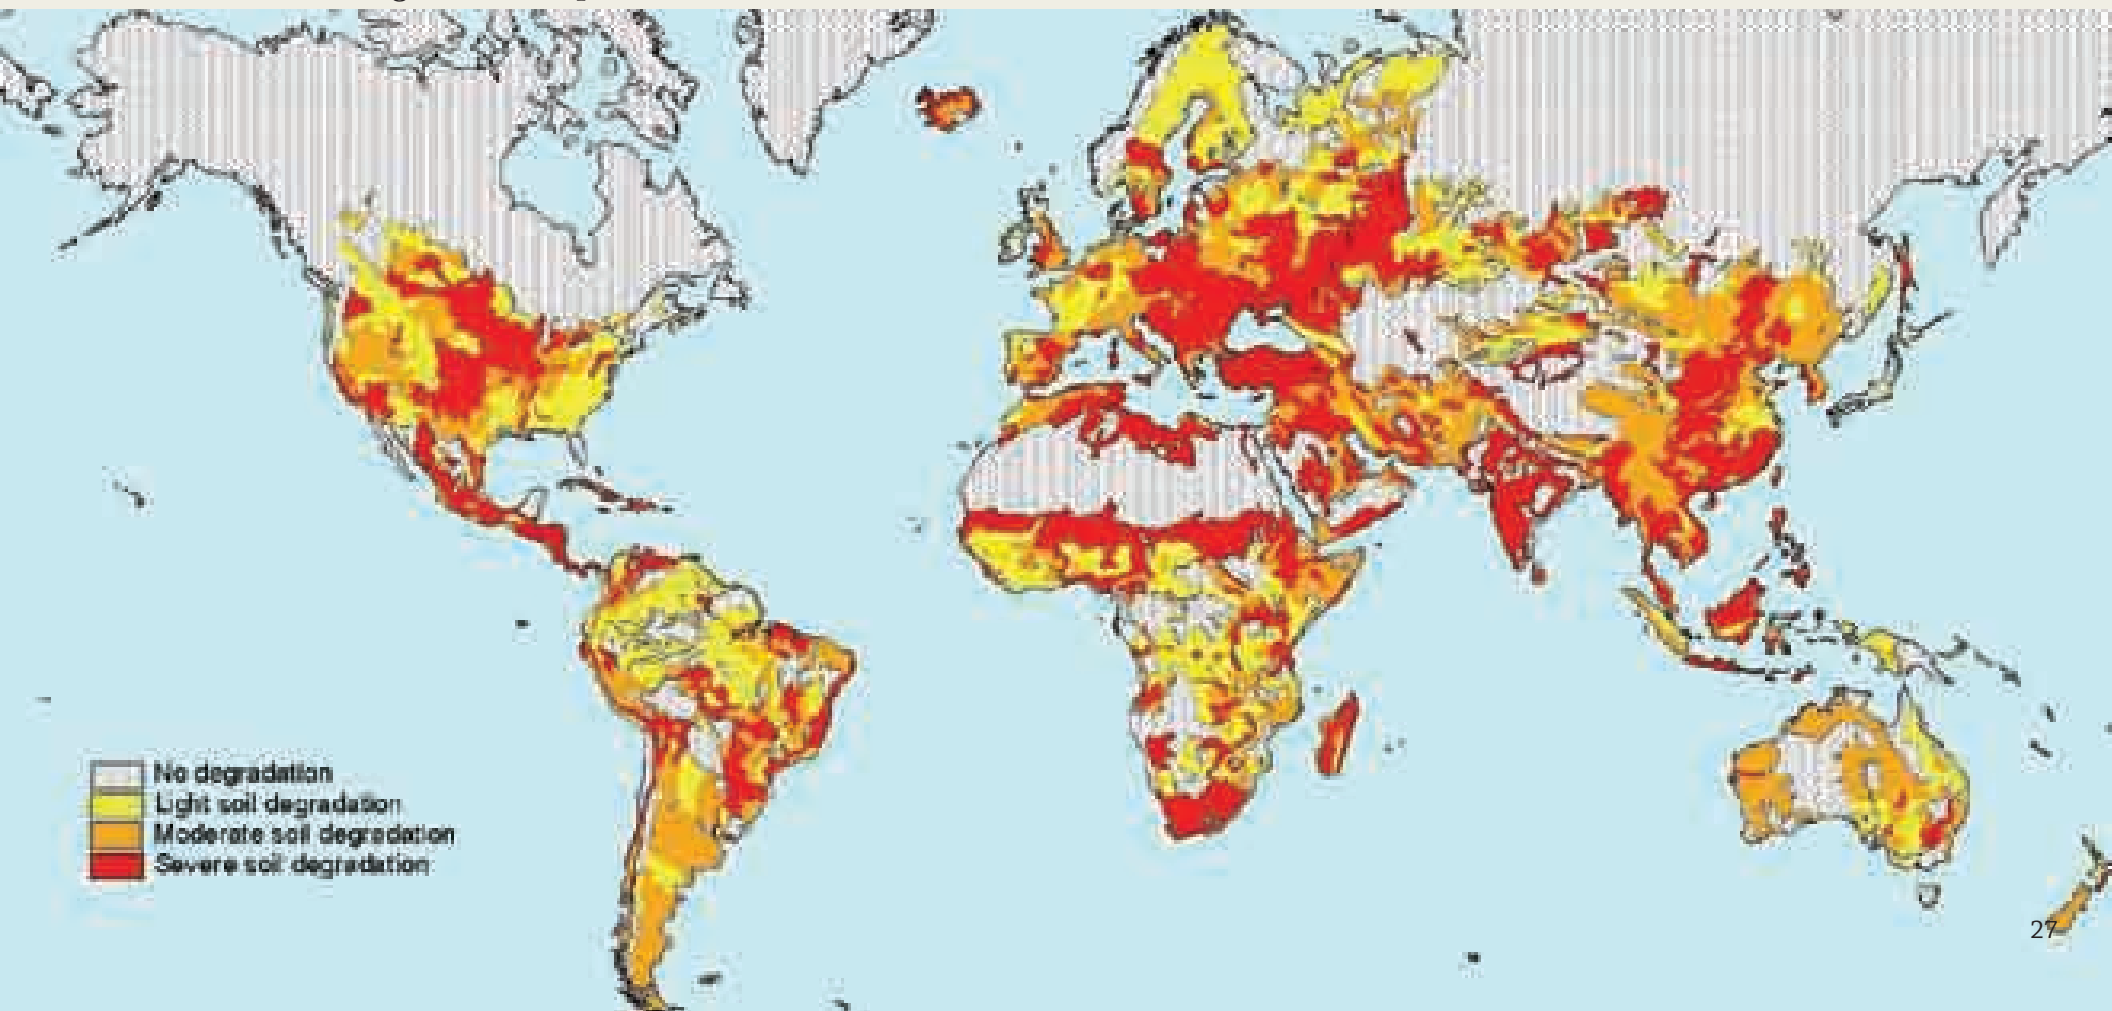 No degradation
Light soil degradation
Moderate soil degradation
Severe soil degradation
27